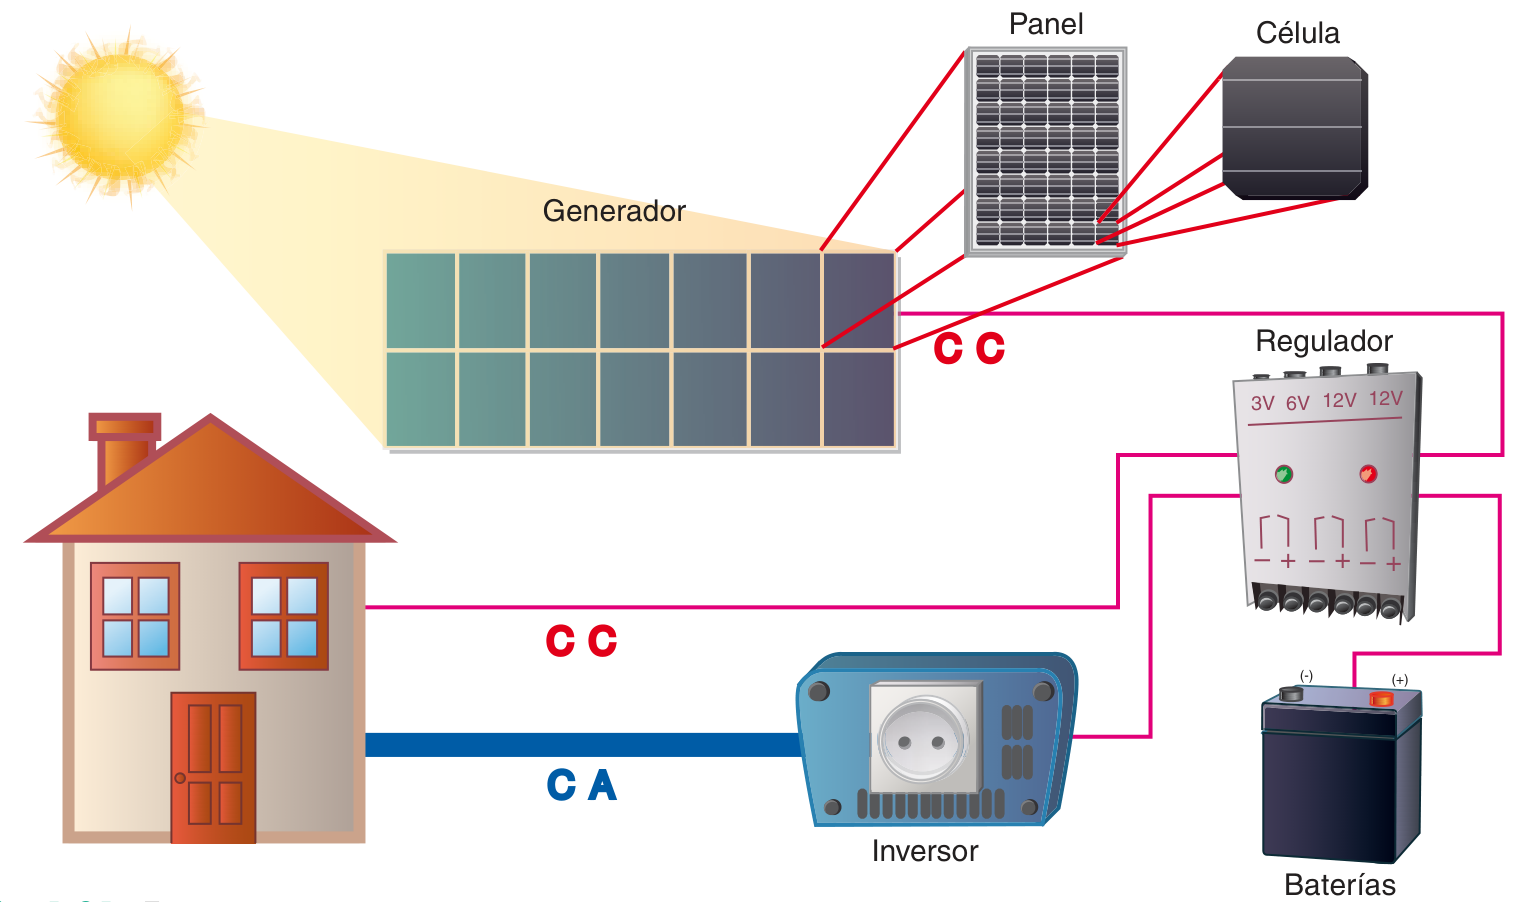 Panel
Célula
Generador
C C
Regulador
3V 6V 12V 12V
− + − + − +
C C
(-) (+)
C A
Inversor
Baterías